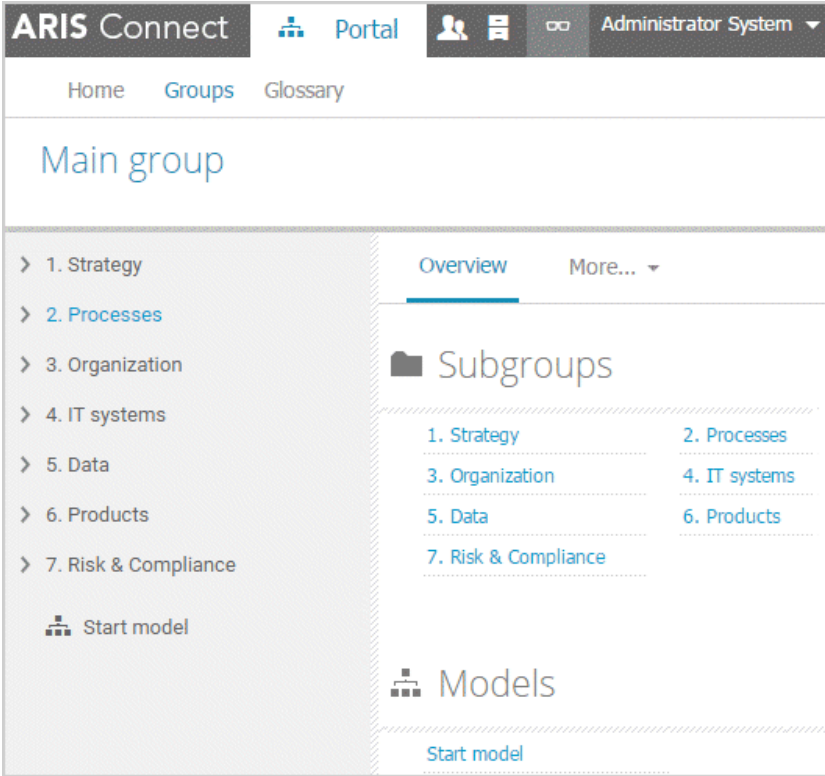 ARIS Connect Portal Administrator System
Home Groups Glossary
Main group
1. Strategy
2. Processes
3. Organization
4. IT systems
5. Data
6. Products
7. Risk & Compliance
Start model
Overview More...
Subgroups
1. Strategy 2. Processes
3. Organization 4. IT systems
5. Data 6. Products
7. Risk & Compliance
Models
Start model